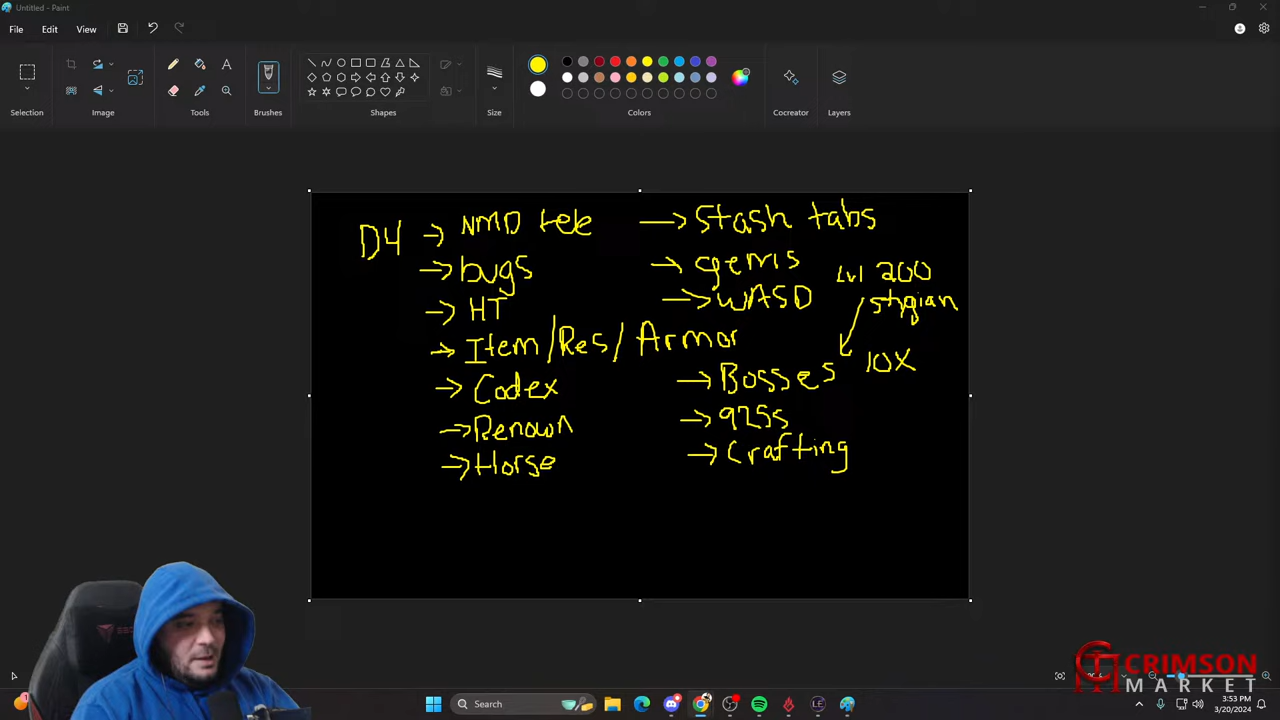 Untitled - Paint
File
Edit
View
Selection
Image
Tools
Brushes
Shapes
Size
Colors
Cocreator
Layers
D4 → NMD tele
→ bugs
→ HT
→ Item/Res/Armor
→ Codex
→ Renown
→ Horse
→ Stash tabs
→ gems
→ WASD
→ Bosses
→ 925s
→ Crafting
Lvl 200
stygian
10X
CRIMSON
MARKET
Search
3:53 PM
3/20/2024